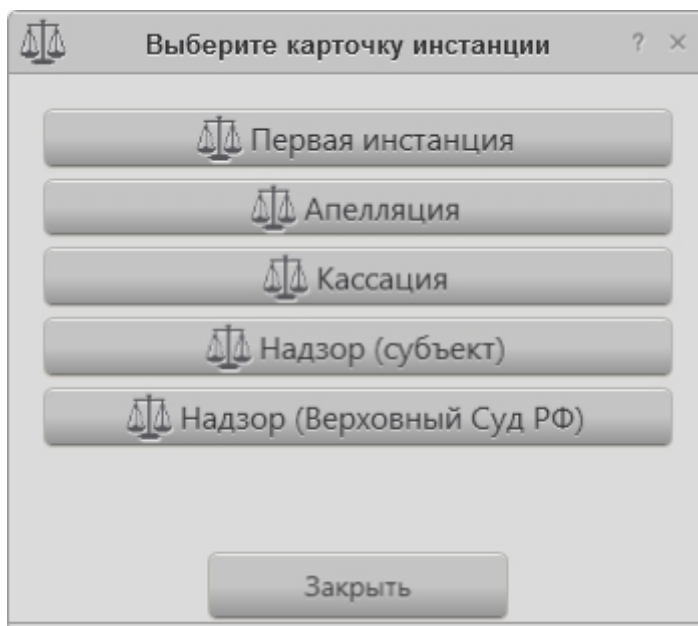 Выберите карточку инстанции ? ×
Первая инстанция
Апелляция
Кассация
Надзор (субъект)
Надзор (Верховный Суд РФ)
Закрыть